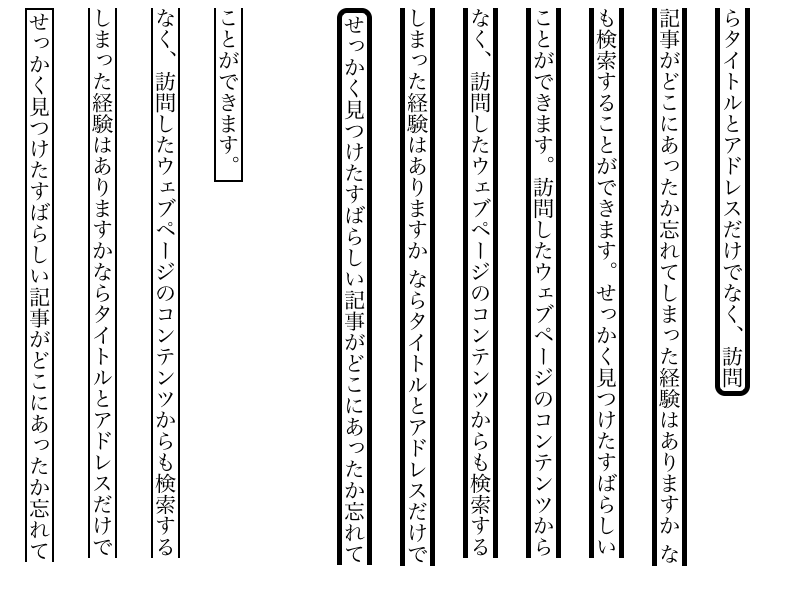 せっかく見つけたすばらしい記事がどこにあったか忘れて
しまった経験はありますかならタイトルとアドレスだけで
なく、訪問したウェブページのコンテンツからも検索する
ことができます。
せっかく見つけたすばらしい記事がどこにあったか忘れて
しまった経験はありますか ならタイトルとアドレスだけで
なく、訪問したウェブページのコンテンツからも検索する
ことができます。訪問したウェブページのコンテンツから
も検索することができます。せっかく見つけたすばらしい
記事がどこにあったか忘れてしまった経験はありますか な
らタイトルとアドレスだけでなく、訪問